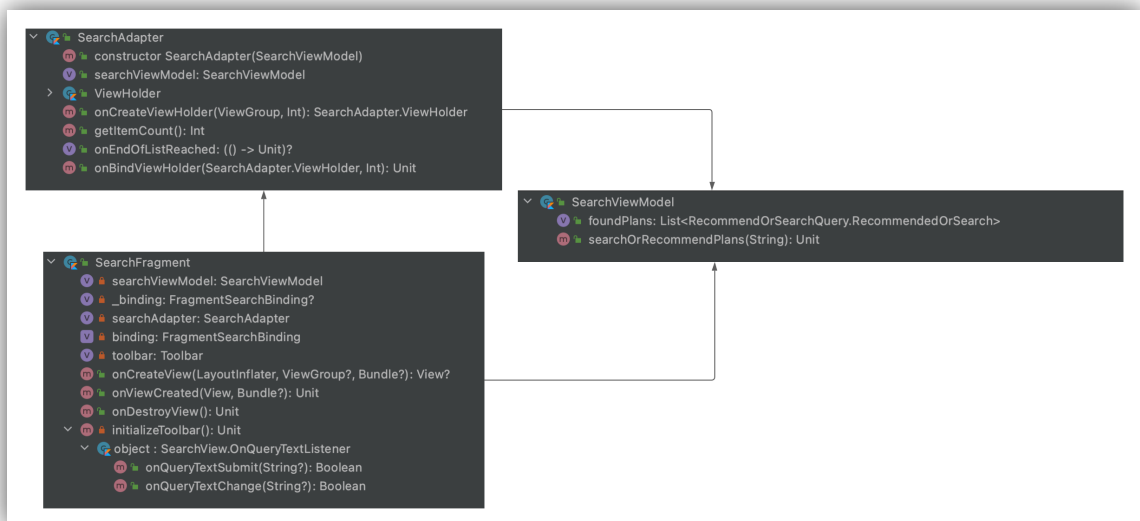 SearchAdapter
constructor SearchAdapter(SearchViewModel)
searchViewModel: SearchViewModel
ViewHolder
onCreateViewHolder(ViewGroup, Int): SearchAdapter.ViewHolder
getItemCount(): Int
onEndOfListReached: (() -> Unit)?
onBindViewHolder(SearchAdapter.ViewHolder, Int): Unit
SearchViewModel
foundPlans: List<RecommendOrSearchQuery.RecommendedOrSearch>
searchOrRecommendPlans(String): Unit
SearchFragment
searchViewModel: SearchViewModel
_binding: FragmentSearchBinding?
searchAdapter: SearchAdapter
binding: FragmentSearchBinding
toolbar: Toolbar
onCreateView(LayoutInflater, ViewGroup?, Bundle?): View?
onViewCreated(View, Bundle?): Unit
onDestroyView(): Unit
initializeToolbar(): Unit
object : SearchView.OnQueryTextListener
onQueryTextSubmit(String?): Boolean
onQueryTextChange(String?): Boolean